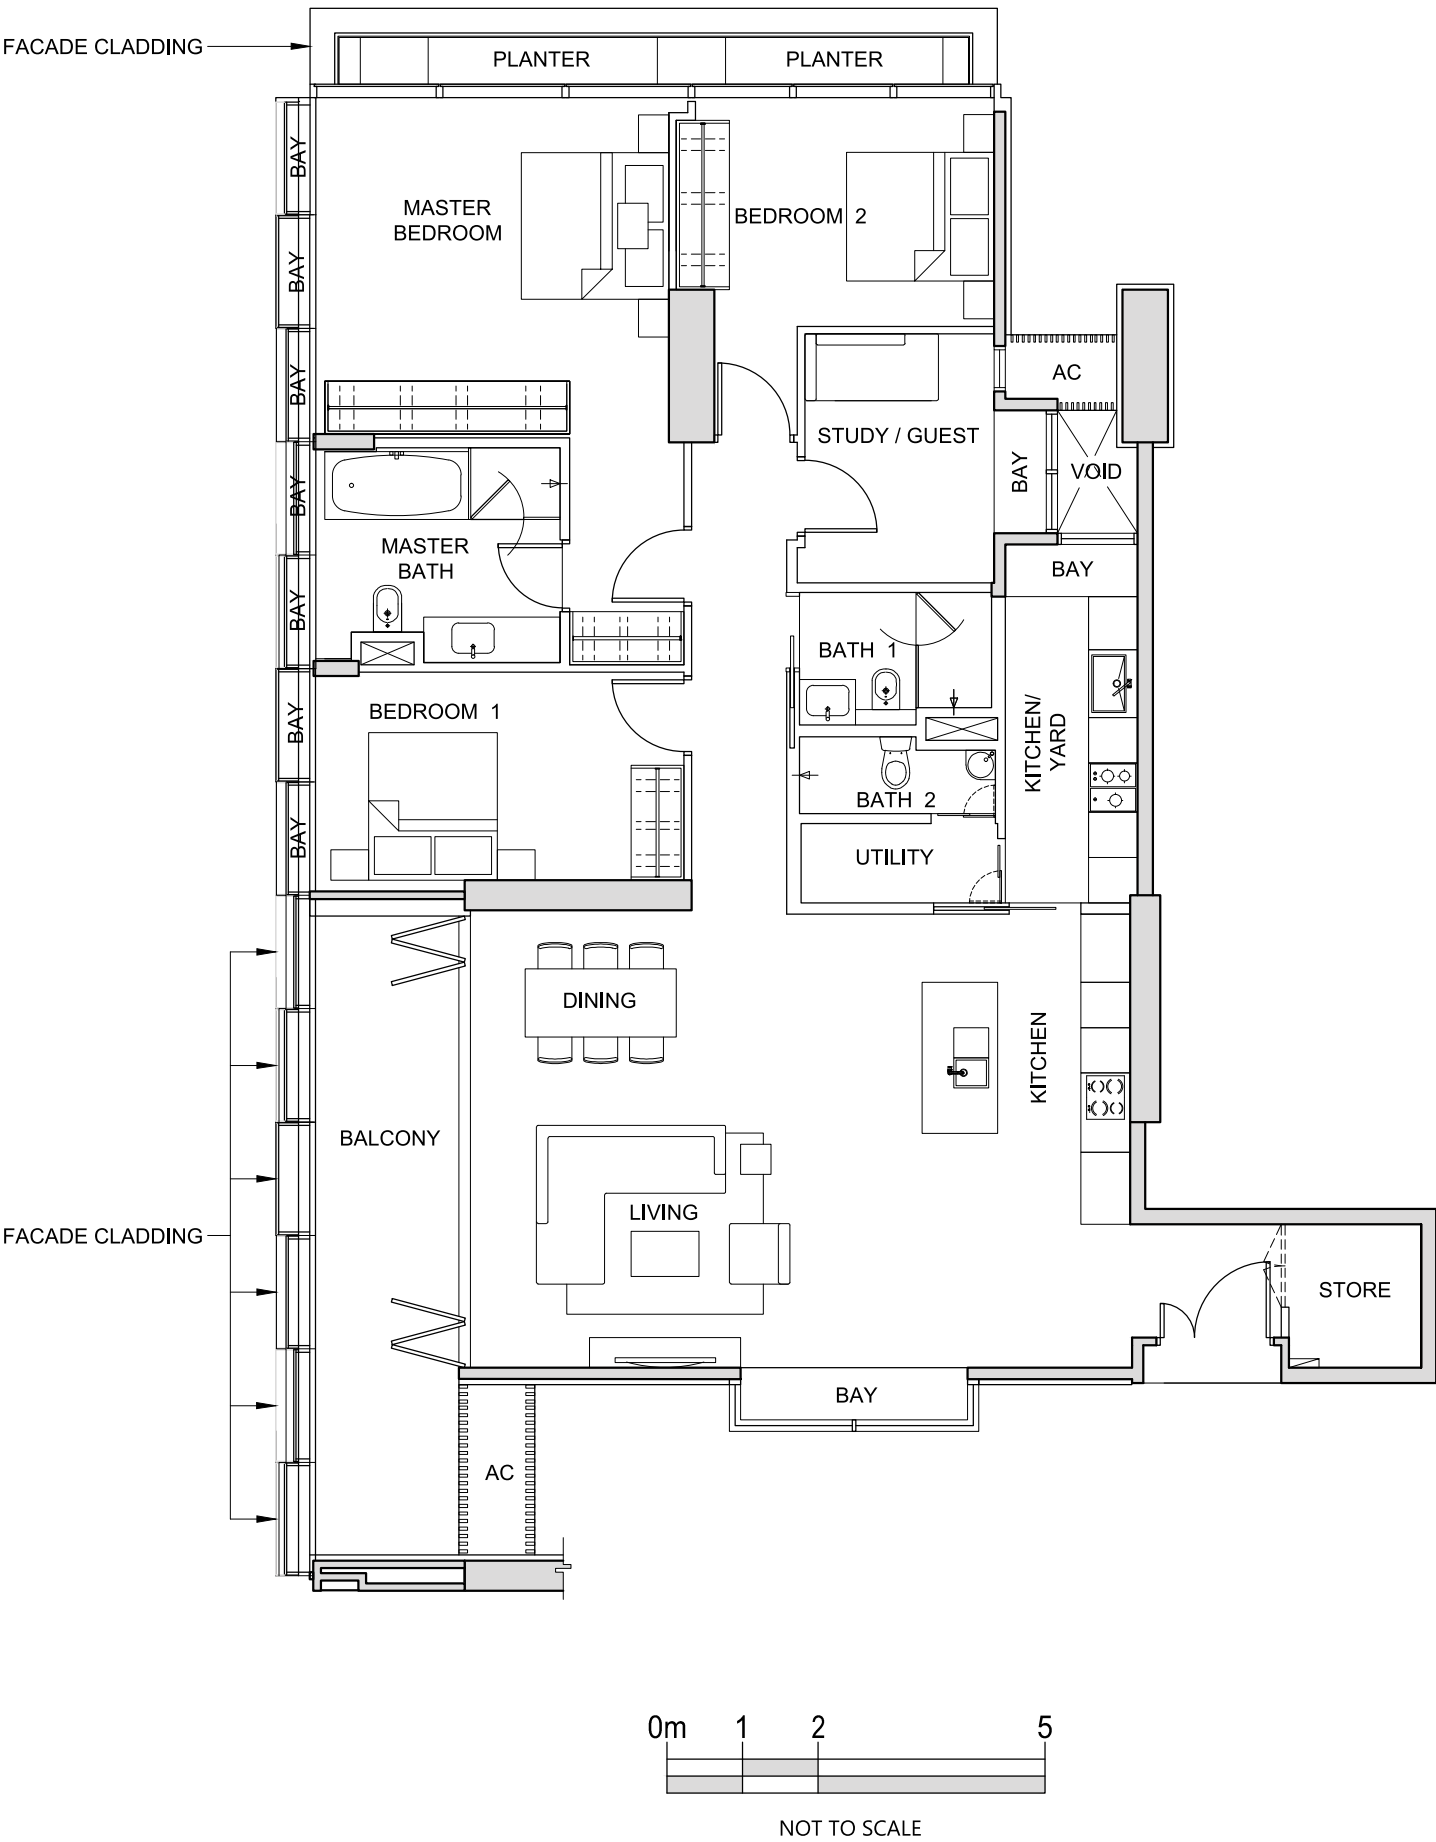 FACADE CLADDING
PLANTER
PLANTER
BAY
MASTER
BEDROOM
BEDROOM 2
BAY
BAY
AC
STUDY / GUEST
BAY
VOID
BAY
MASTER
BATH
BAY
BAY
BATH 1
BEDROOM 1
BAY
KITCHEN/
YARD
BATH 2
BAY
UTILITY
DINING
KITCHEN
BALCONY
LIVING
FACADE CLADDING
STORE
BAY
AC
0m 1 2 5
NOT TO SCALE